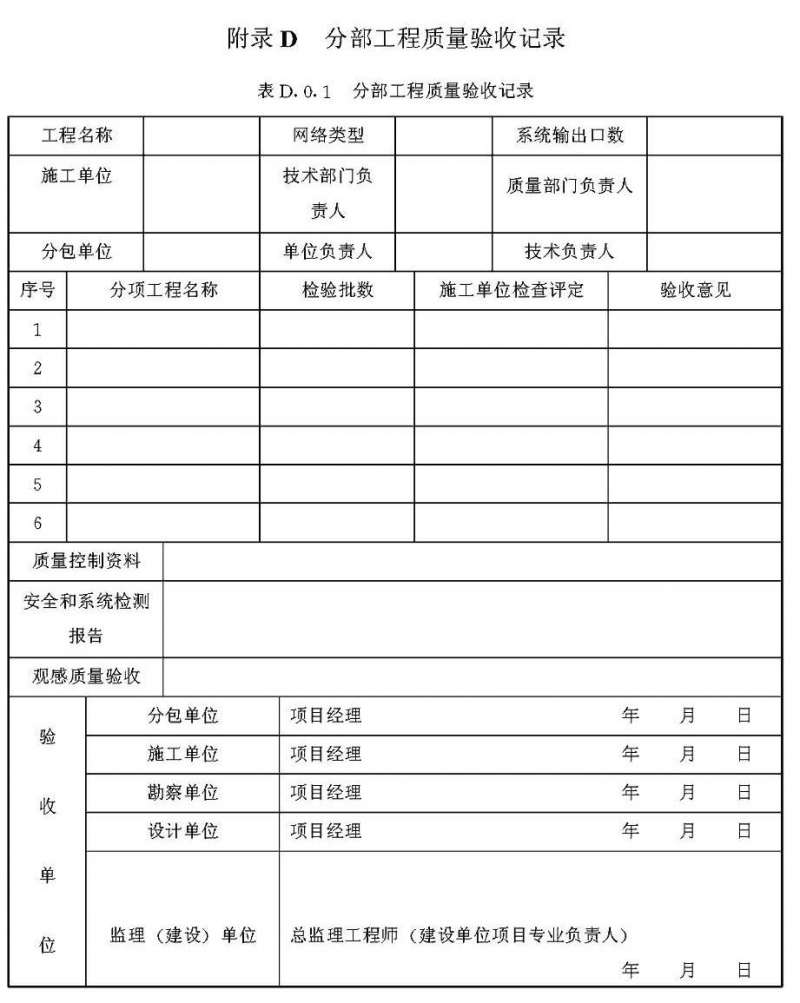 附录 D 分部工程质量验收记录
表 D. 0. 1 分部工程质量验收记录
工程名称 网络类型 系统输出口数
施工单位 技术部门负
责人 质量部门负责人
分包单位 单位负责人 技术负责人
序号 分项工程名称 检验批数 施工单位检查评定 验收意见
1
2
3
4
5
6
质量控制资料
安全和系统检测
报告
观感质量验收
验
收
单
位
分包单位 项目经理 年 月 日
施工单位 项目经理 年 月 日
勘察单位 项目经理 年 月 日
设计单位 项目经理 年 月 日
监理（建设）单位 总监理工程师（建设单位项目专业负责人）
年 月 日